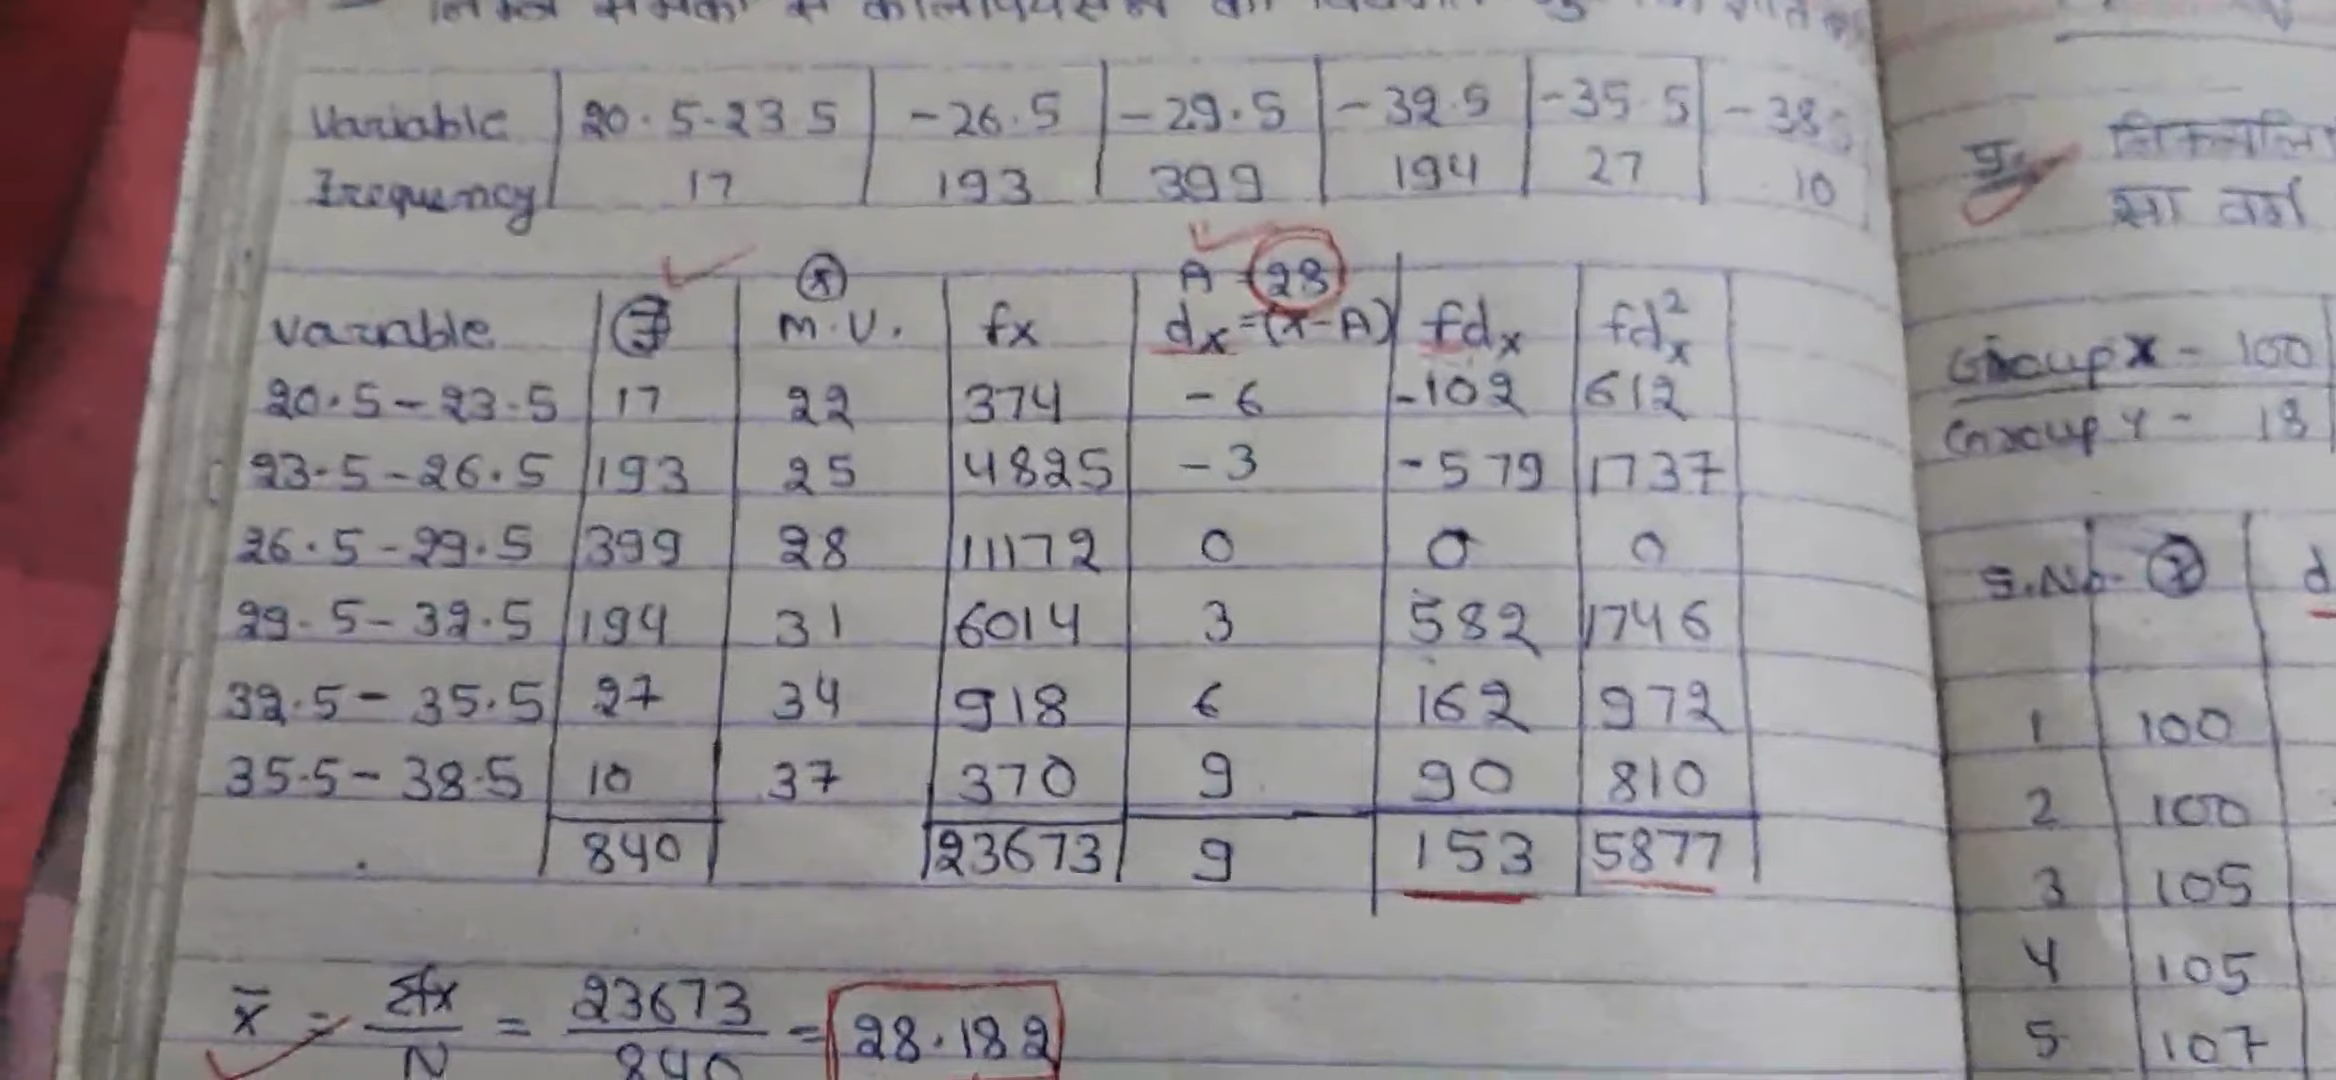 Variable 20.5-23.5 -26.5 -29.5 -32.5 -35.5 -38.5
Frequency 17 193 399 194 27 10
A = 28
variable f (x) M.V. fx dx=(x-A) fdx fd²x
20.5-23.5 17 22 374 -6 -102 612
23.5-26.5 193 25 4825 -3 -579 1737
26.5-29.5 399 28 11172 0 0 0
29.5-32.5 194 31 6014 3 582 1746
32.5-35.5 27 34 918 6 162 972
35.5-38.5 10 37 370 9 90 810
840 23673 9 153 5877
x̄ = Σfx/N = 23673/840 = 28.182
Group X - 100
Group Y - 18
S.No. d
1 100
2 100
3 105
4 105
5 107